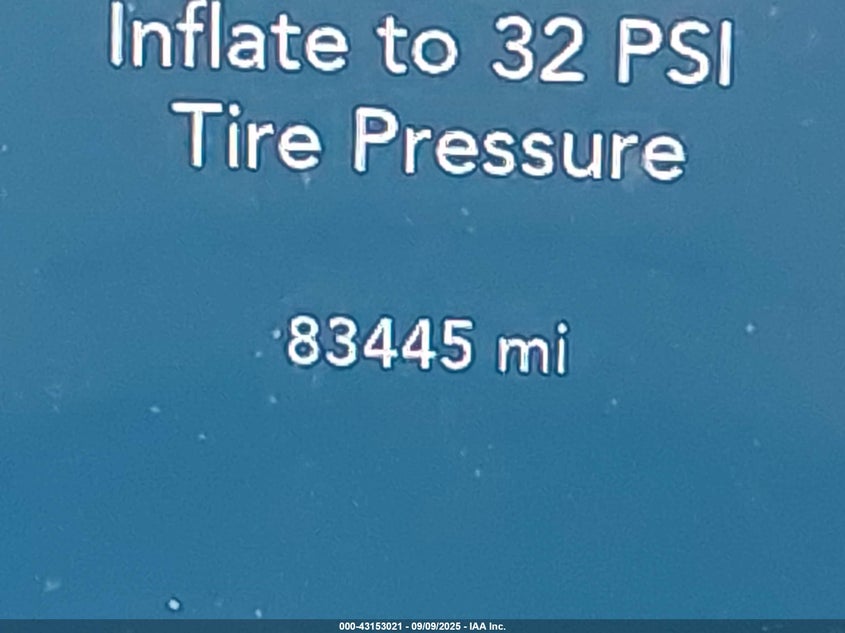 Inflate to 32 PSI
Tire Pressure
83445 mi
000-43153021 - 09/09/2025 - IAA Inc.